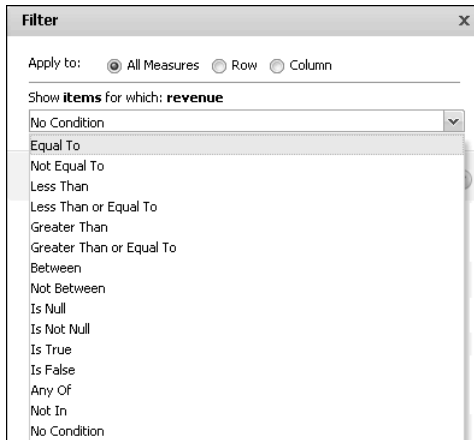 Filter x
Apply to: All Measures Row Column
Show items for which: revenue
No Condition
Equal To
Not Equal To
Less Than
Less Than or Equal To
Greater Than
Greater Than or Equal To
Between
Not Between
Is Null
Is Not Null
Is True
Is False
Any Of
Not In
No Condition